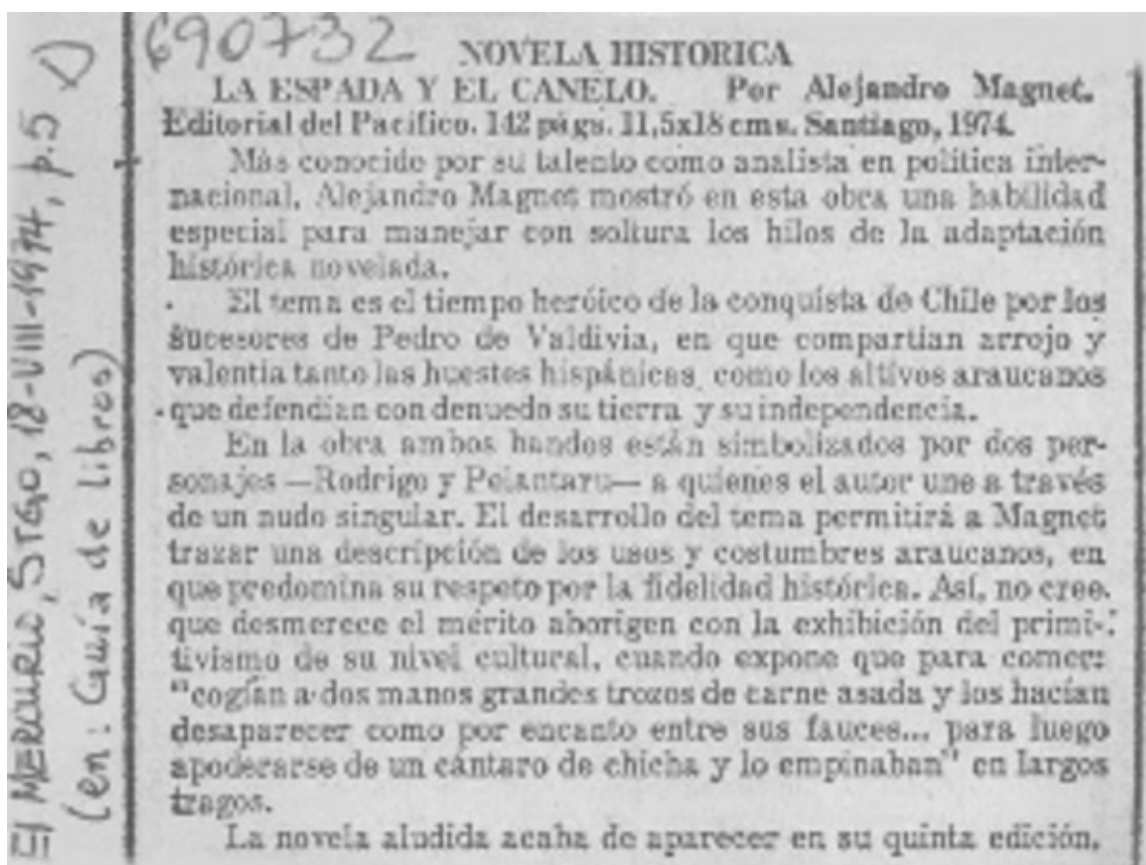 690732
NOVELA HISTORICA
LA ESPADA Y EL CANELO. Por Alejandro Magnet.
Editorial del Pacífico. 142 págs. 11,5x18 cms. Santiago, 1974.
Más conocido por su talento como analista en política inter-
nacional, Alejandro Magnet mostró en esta obra una habilidad
especial para manejar con soltura los hilos de la adaptación
histórica novelada.
El tema es el tiempo heróico de la conquista de Chile por los
sucesores de Pedro de Valdivia, en que compartían arrojo y
valentía tanto las huestes hispánicas, como los altivos araucanos
que defendían con denuedo su tierra y su independencia.
En la obra ambos bandos están simbolizados por dos per-
sonajes —Rodrigo y Pelantaru— a quienes el autor une a través
de un nudo singular. El desarrollo del tema permitirá a Magnet
trazar una descripción de los usos y costumbres araucanos, en
que predomina su respeto por la fidelidad histórica. Así, no cree
que desmerece el mérito aborigen con la exhibición del primi-
tivismo de su nivel cultural, cuando expone que para comer:
"cogían a dos manos grandes trozos de carne asada y los hacían
desaparecer como por encanto entre sus fauces... para luego
apoderarse de un cántaro de chicha y lo empinaban" en largos
tragos.
La novela aludida acaba de aparecer en su quinta edición.
El MERCURIO, STGO, 18-VIII-1974, p.5 D
(en: Guía de libros)